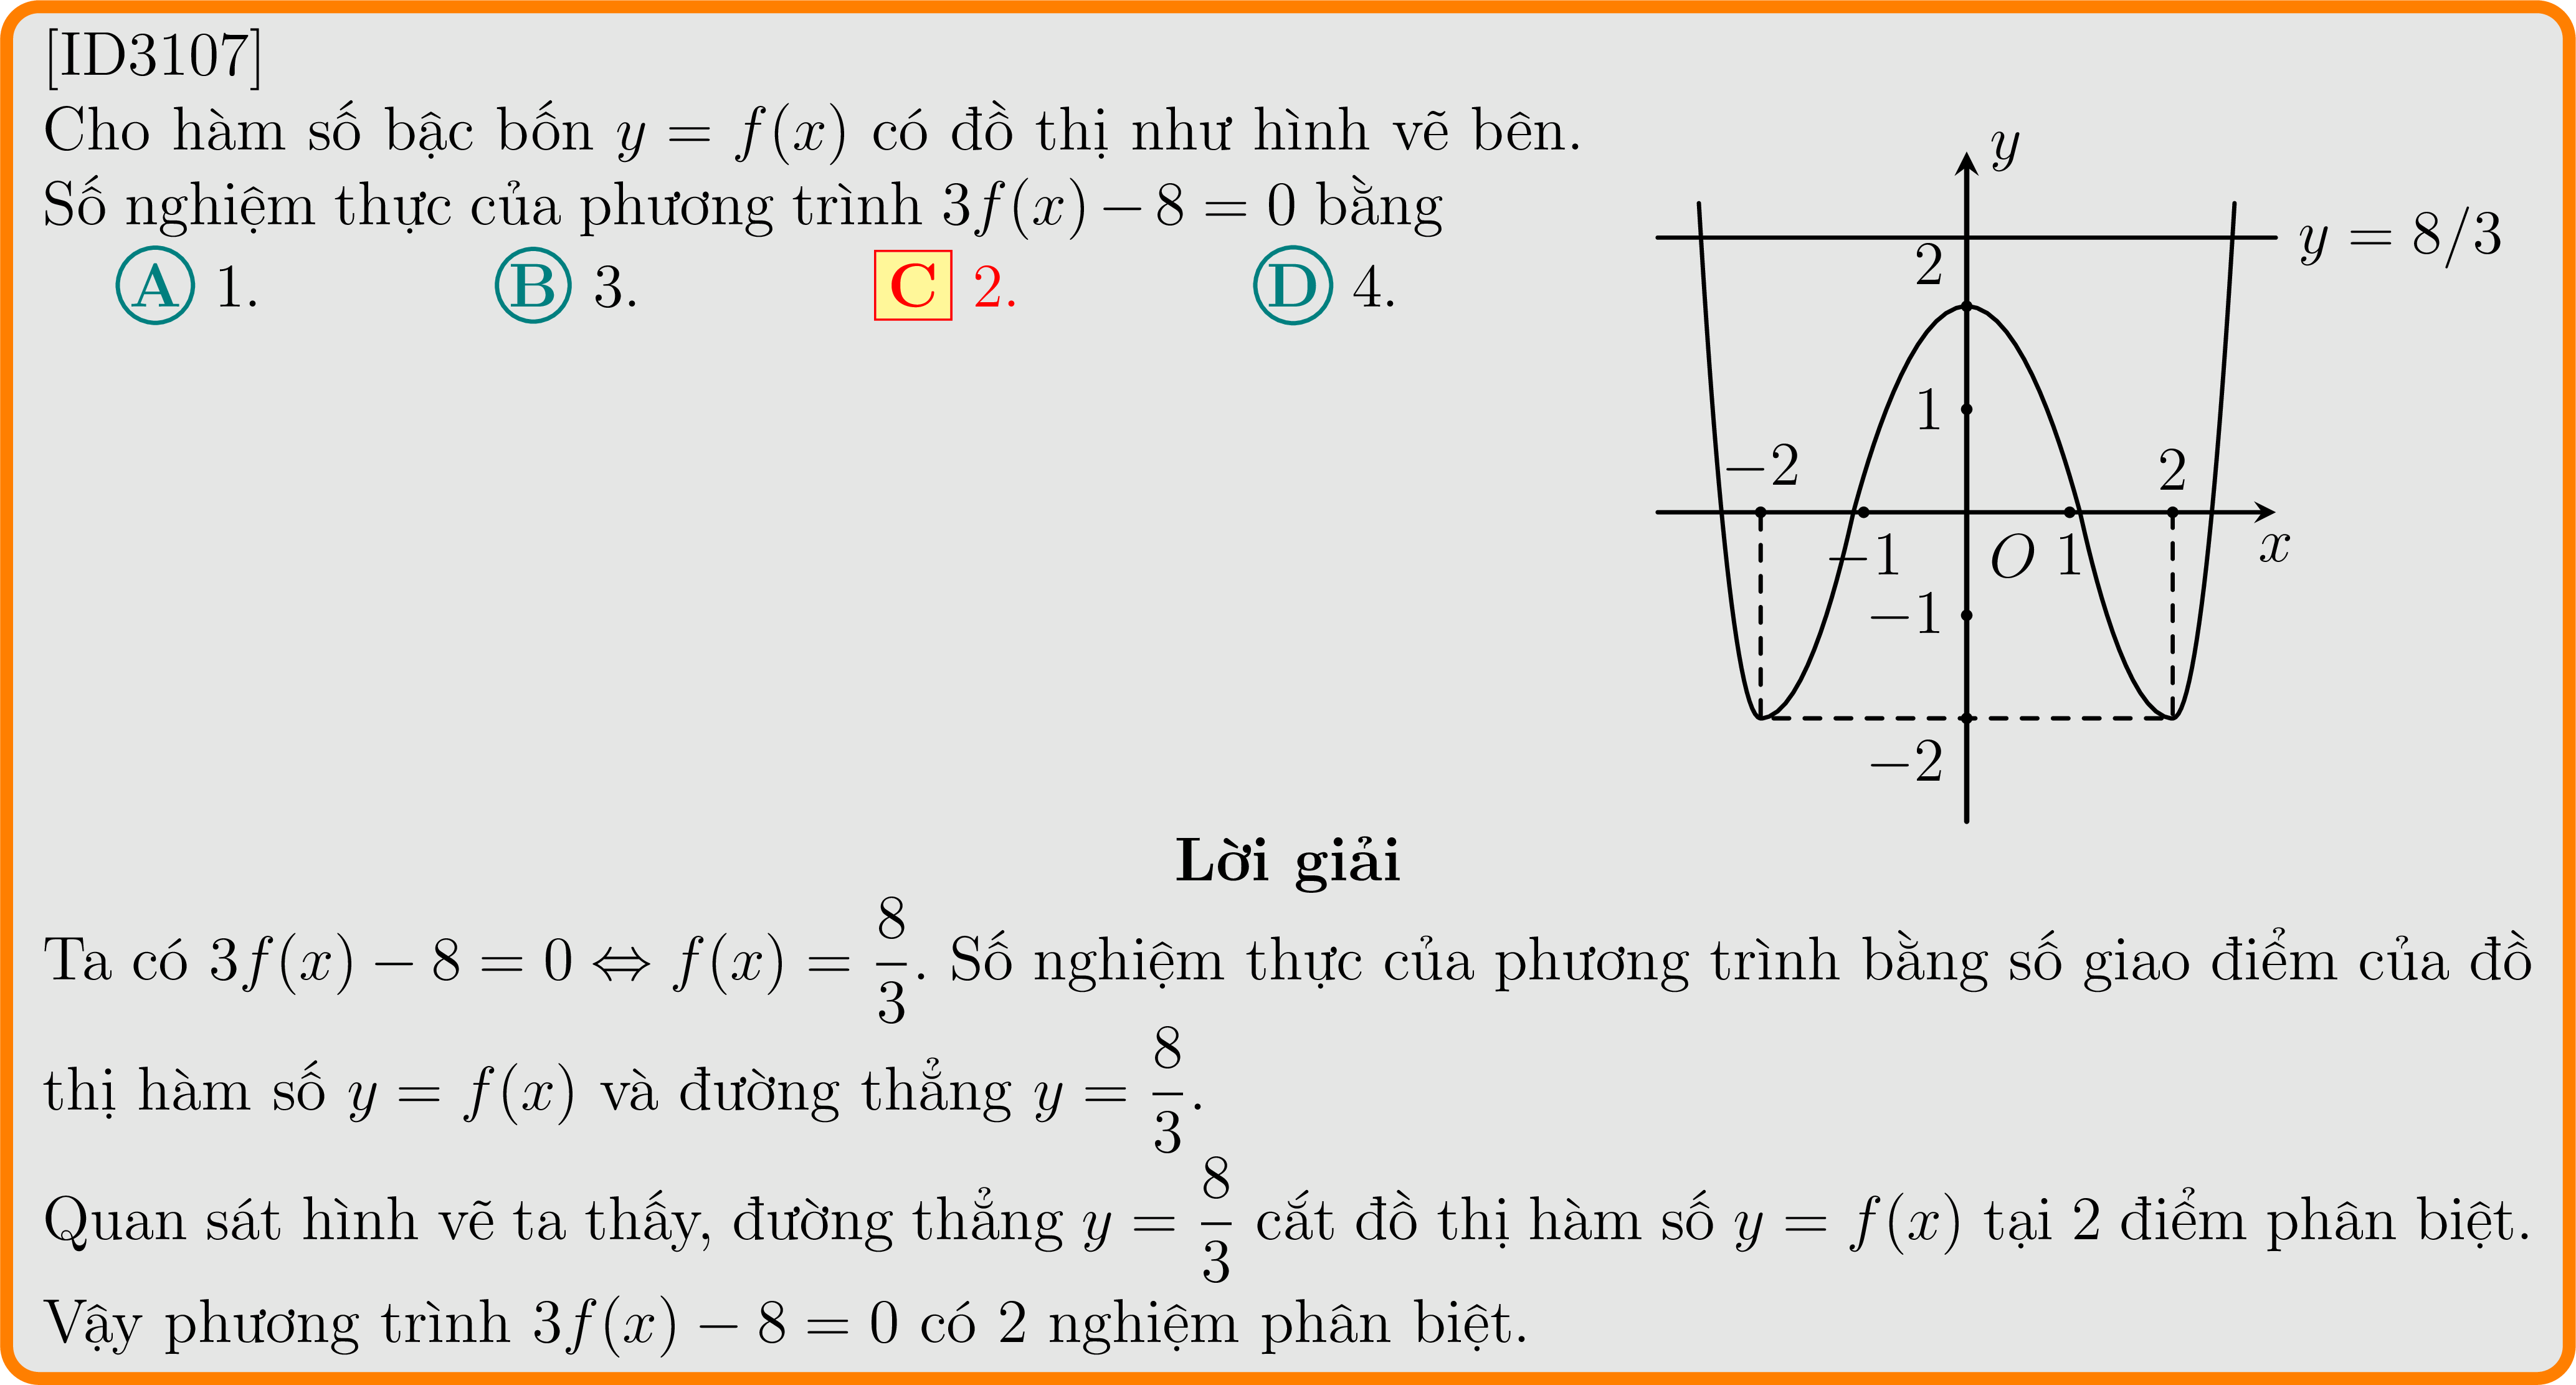 [ID3107]
Cho hàm số bậc bốn y = f(x) có đồ thị như hình vẽ bên.
Số nghiệm thực của phương trình 3f(x) − 8 = 0 bằng
A 1. B 3. C 2. D 4.
y
y = 8/3
2
1
−2 2
−1 O 1 x
−1
−2
Lời giải
Ta có 3f(x) − 8 = 0 ⇔ f(x) = 8/3. Số nghiệm thực của phương trình bằng số giao điểm của đồ
thị hàm số y = f(x) và đường thẳng y = 8/3.
Quan sát hình vẽ ta thấy, đường thẳng y = 8/3 cắt đồ thị hàm số y = f(x) tại 2 điểm phân biệt.
Vậy phương trình 3f(x) − 8 = 0 có 2 nghiệm phân biệt.